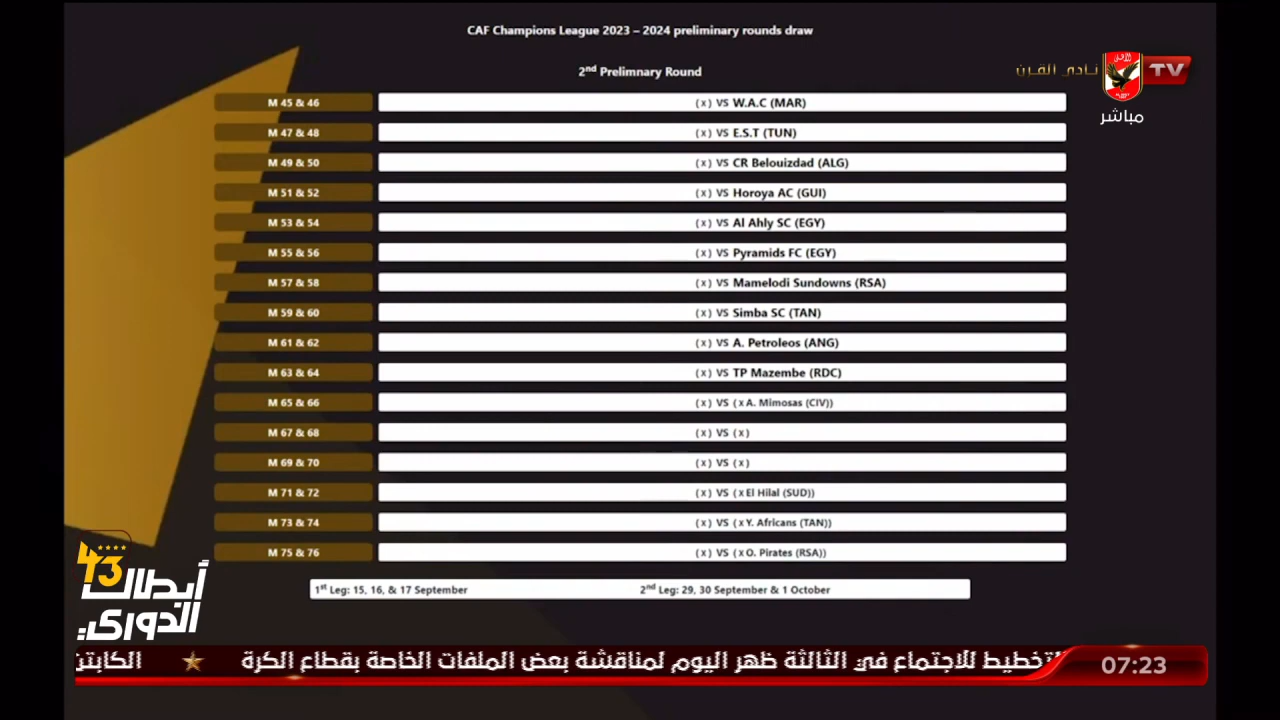 CAF Champions League 2023 – 2024 preliminary rounds draw
2nd Prelimnary Round
نادي القرن
TV
مباشر
M 45 & 46 (x) VS W.A.C (MAR)
M 47 & 48 (x) VS E.S.T (TUN)
M 49 & 50 (x) VS CR Belouizdad (ALG)
M 51 & 52 (x) VS Horoya AC (GUI)
M 53 & 54 (x) VS Al Ahly SC (EGY)
M 55 & 56 (x) VS Pyramids FC (EGY)
M 57 & 58 (x) VS Mamelodi Sundowns (RSA)
M 59 & 60 (x) VS Simba SC (TAN)
M 61 & 62 (x) VS A. Petroleos (ANG)
M 63 & 64 (x) VS TP Mazembe (RDC)
M 65 & 66 (x) VS (x A. Mimosas (CIV))
M 67 & 68 (x) VS (x)
M 69 & 70 (x) VS (x)
M 71 & 72 (x) VS (x El Hilal (SUD))
M 73 & 74 (x) VS (x Y. Africans (TAN))
M 75 & 76 (x) VS (x O. Pirates (RSA))
1st Leg: 15, 16, & 17 September 2nd Leg: 29, 30 September & 1 October
43
أبطال
الدوري
التخطيط للاجتماع في الثالثة ظهر اليوم لمناقشة بعض الملفات الخاصة بقطاع الكرة
07:23